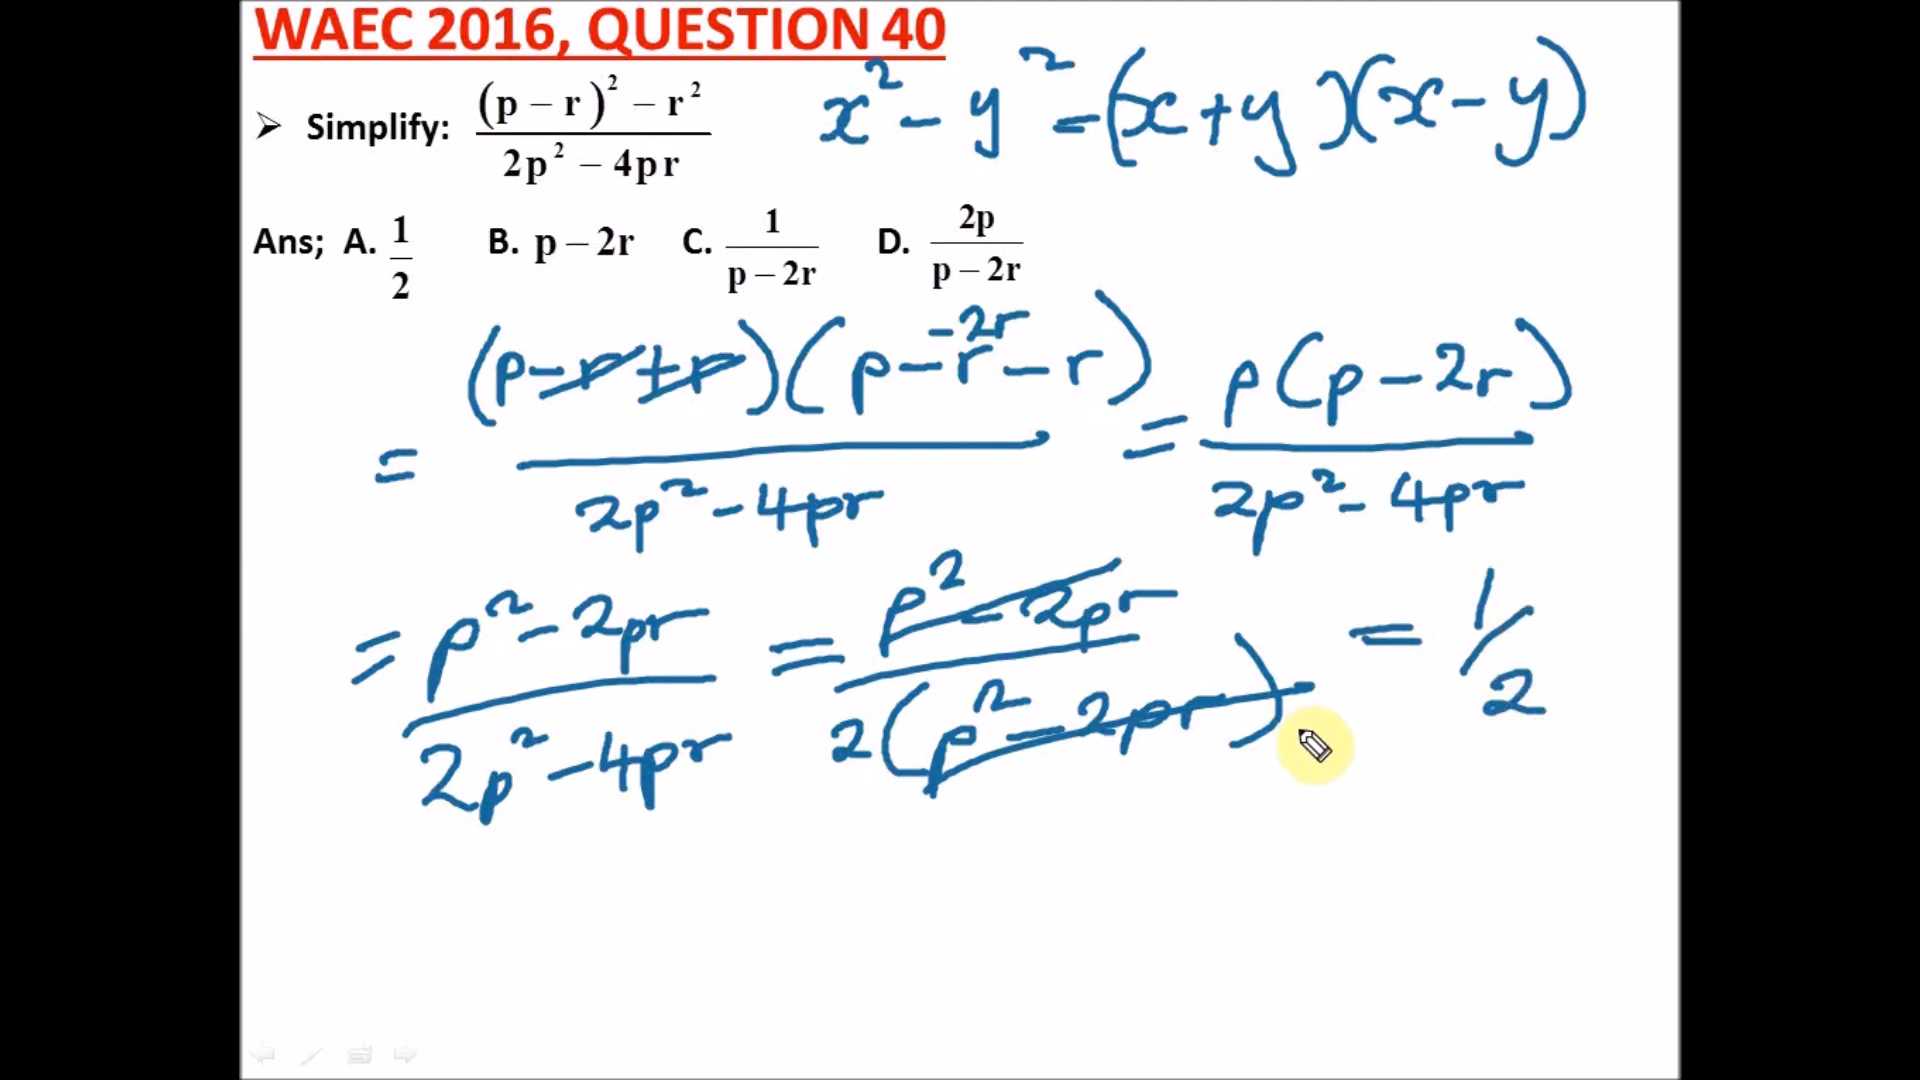 WAEC 2016, QUESTION 40
x² - y² = (x + y)(x - y)
➢ Simplify: (p – r)² – r² / 2p² – 4pr
Ans; A. 1/2 B. p – 2r C. 1/(p – 2r) D. 2p/(p – 2r)
-2r
= (p - r + r)(p - r - r) / 2p² - 4pr = p(p - 2r) / 2p² - 4pr
= p² - 2pr / 2p² - 4pr = p² - 2pr / 2(p² - 2pr) = 1/2